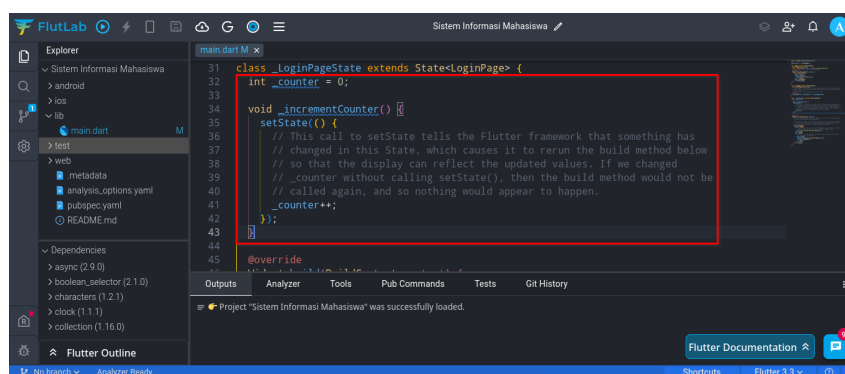 FlutLab
Sistem Informasi Mahasiswa
A
Explorer
Sistem Informasi Mahasiswa
android
ios
lib
main.dart M
test
web
.metadata
analysis_options.yaml
pubspec.yaml
README.md
Dependencies
async (2.9.0)
boolean_selector (2.1.0)
characters (1.2.1)
clock (1.1.1)
collection (1.16.0)
Flutter Outline
1
R
main.dart M ×
31 class _LoginPageState extends State<LoginPage> {
32 int _counter = 0;
33
34 void _incrementCounter() {
35 setState(() {
36 // This call to setState tells the Flutter framework that something has
37 // changed in this State, which causes it to rerun the build method below
38 // so that the display can reflect the updated values. If we changed
39 // _counter without calling setState(), then the build method would not be
40 // called again, and so nothing would appear to happen.
41 _counter++;
42 });
43 }
44
45 @override
Outputs Analyzer Tools Pub Commands Tests Git History
Project "Sistem Informasi Mahasiswa" was successfully loaded.
Flutter Documentation
9
No branch Analyzer Ready Shortcuts Flutter 3.3